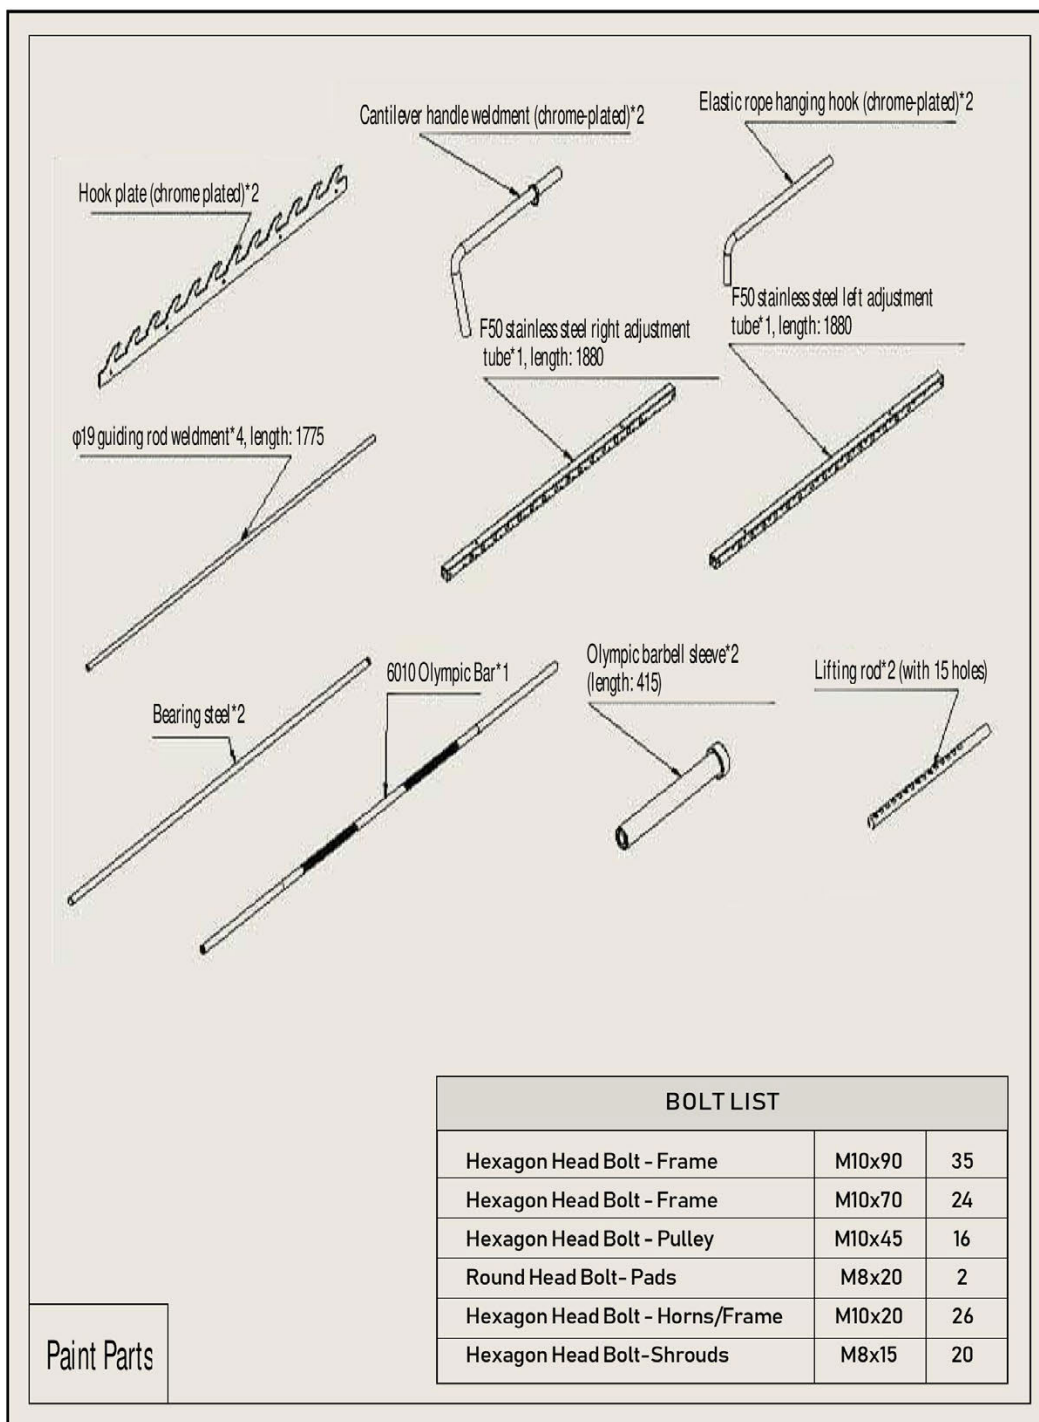 Cantilever handle weldment (chrome-plated)*2
Elastic rope hanging hook (chrome-plated)*2
Hook plate (chrome plated)*2
F50 stainless steel right adjustment
tube*1, length: 1880
F50 stainless steel left adjustment
tube*1, length: 1880
φ19 guiding rod weldment*4, length: 1775
Bearing steel*2
6010 Olympic Bar*1
Olympic barbell sleeve*2
(length: 415)
Lifting rod*2 (with 15 holes)
BOLT LIST
Hexagon Head Bolt - Frame M10x90 35
Hexagon Head Bolt - Frame M10x70 24
Hexagon Head Bolt - Pulley M10x45 16
Round Head Bolt- Pads M8x20 2
Hexagon Head Bolt - Horns/Frame M10x20 26
Hexagon Head Bolt-Shrouds M8x15 20
Paint Parts